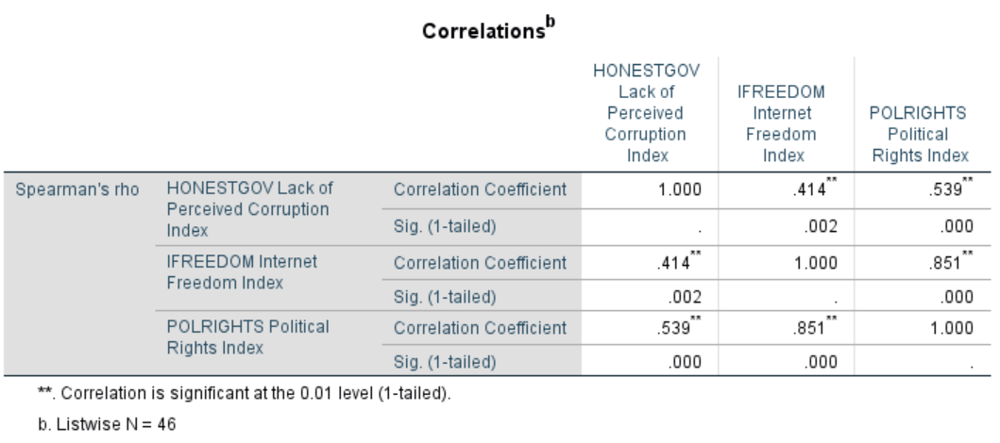 Correlations^b
HONESTGOV
Lack of
Perceived
Corruption
Index
IFREEDOM
Internet
Freedom
Index
POLRIGHTS
Political
Rights Index
Spearman's rho
HONESTGOV Lack of
Perceived Corruption
Index
Correlation Coefficient 1.000 .414** .539**
Sig. (1-tailed) . .002 .000
IFREEDOM Internet
Freedom Index
Correlation Coefficient .414** 1.000 .851**
Sig. (1-tailed) .002 . .000
POLRIGHTS Political
Rights Index
Correlation Coefficient .539** .851** 1.000
Sig. (1-tailed) .000 .000 .
**. Correlation is significant at the 0.01 level (1-tailed).
b. Listwise N = 46